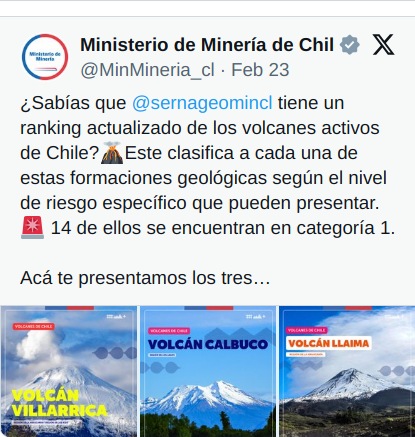 Ministerio de Minería
Ministerio de Minería de Chil
@MinMineria_cl · Feb 23
¿Sabías que @sernageomincl tiene un
ranking actualizado de los volcanes activos
de Chile?🌋Este clasifica a cada una de
estas formaciones geológicas según el nivel
de riesgo específico que pueden presentar.
🚨 14 de ellos se encuentran en categoría 1.
Acá te presentamos los tres…
VOLCANES DE CHILE
VOLCÁN
VILLARRICA
VOLCANES DE CHILE
VOLCÁN CALBUCO
VOLCANES DE CHILE
VOLCÁN LLAIMA